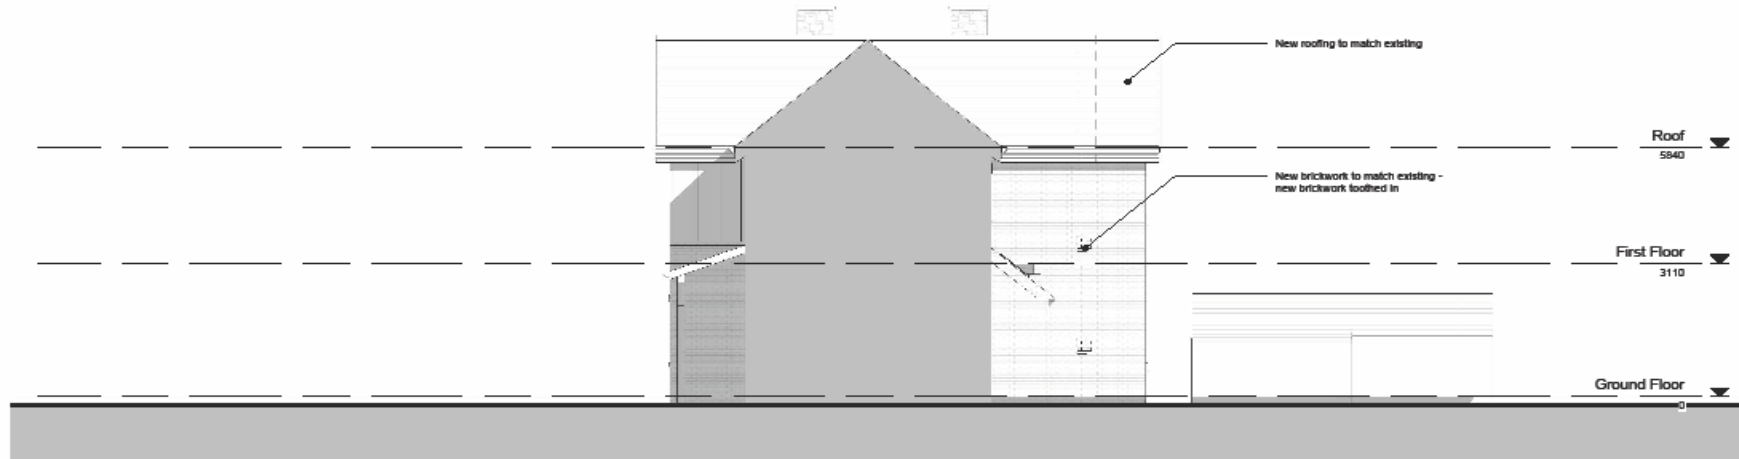 New roofing to match existing
Roof
5840
New brickwork to match existing -
new brickwork toothed in
First Floor
3110
Ground Floor
0